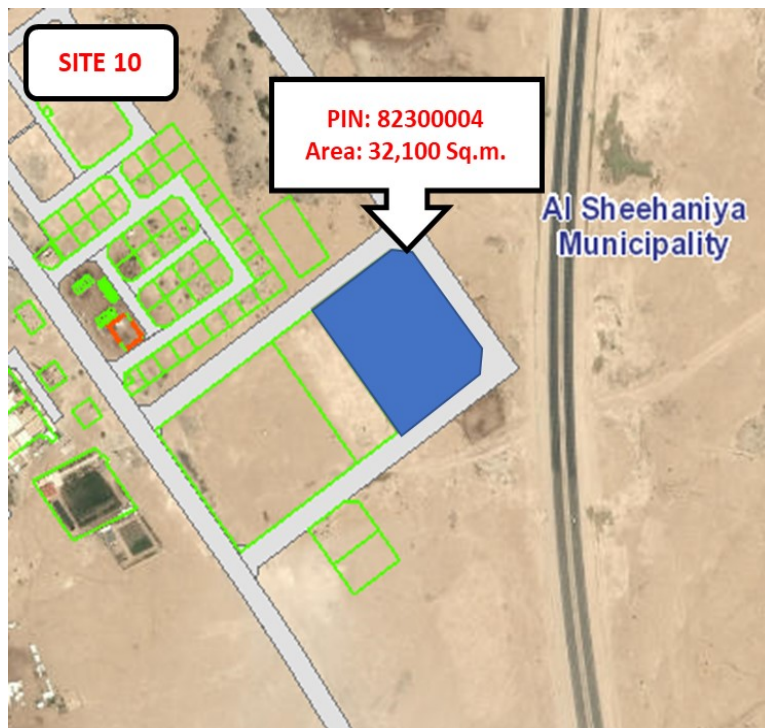 SITE 10
PIN: 82300004
Area: 32,100 Sq.m.
Al Sheehaniya
Municipality